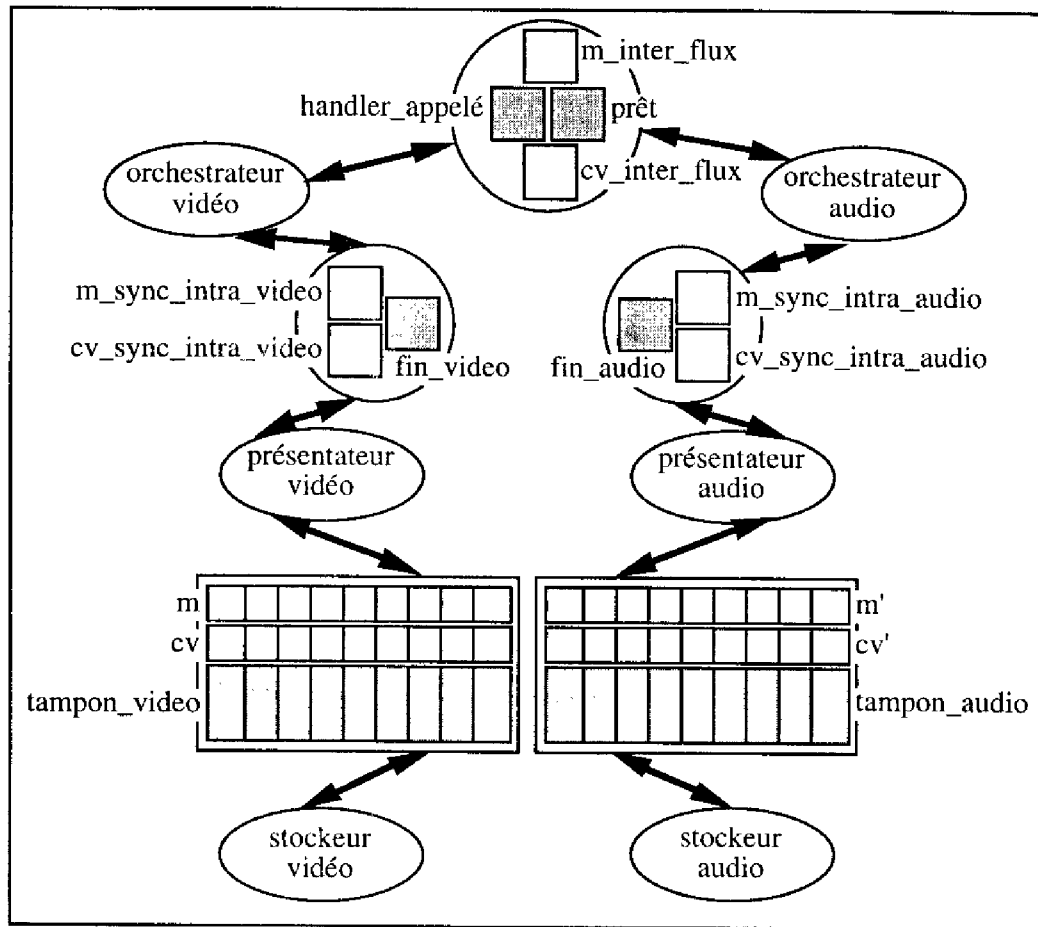 m_inter_flux
handler_appelé
prêt
cv_inter_flux
orchestrateur
vidéo
orchestrateur
audio
m_sync_intra_video
cv_sync_intra_video
fin_video
m_sync_intra_audio
cv_sync_intra_audio
fin_audio
présentateur
vidéo
présentateur
audio
m
cv
tampon_video
m'
cv'
tampon_audio
stockeur
vidéo
stockeur
audio